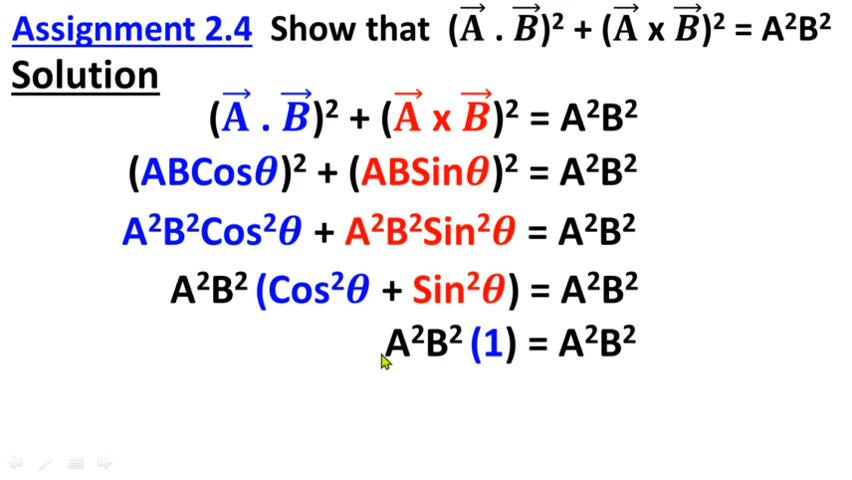 Assignment 2.4 Show that (A⃗ . B⃗)² + (A⃗ x B⃗)² = A²B²
Solution
(A⃗ . B⃗)² + (A⃗ x B⃗)² = A²B²
(ABCosθ)² + (ABSinθ)² = A²B²
A²B²Cos²θ + A²B²Sin²θ = A²B²
A²B² (Cos²θ + Sin²θ) = A²B²
A²B² (1) = A²B²